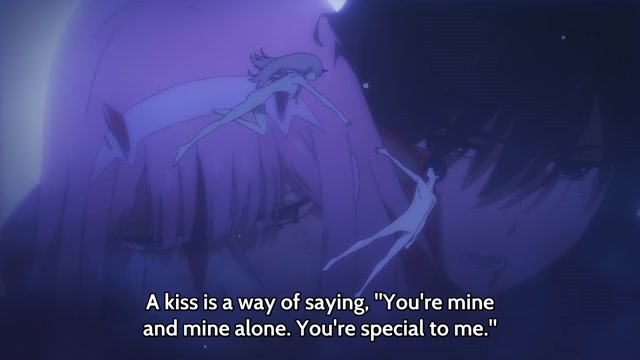 A kiss is a way of saying, "You're mine
and mine alone. You're special to me."